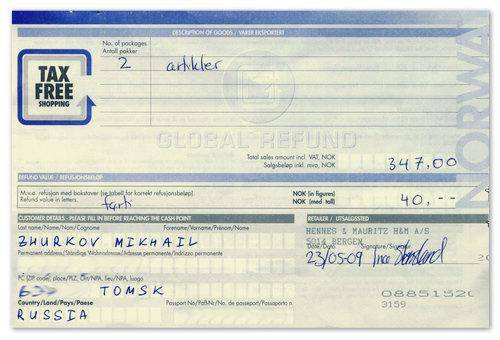 DESCRIPTION OF GOODS / VARER EKSPORTERT
No. of packages
Antall pakker
2 artikler
TAX
FREE
SHOPPING
NORWAY
GLOBAL REFUND
Total sales amount incl. VAT, NOK
Salgsbeløp inkl. mva, NOK
347,00
REFUND VALUE / REFUSJONSBELØP
M.v.a. refusjon med bokstaver (se tabell for korrekt refusjonsbeløp).
Refund value in letters.
førti
NOK (in figures)
NOK (med tall)
40,--
CUSTOMER DETAILS - PLEASE FILL IN BEFORE REACHING THE CASH POINT
RETAILER / UTSALGSSTED
Last name/Name/Nom/Cognome/Nombre Forename/Vorname/Prénom/Nome/Nombre
ZHURKOV MIKHAIL
HENNES & MAURITZ H&M A/S
5014 BERGEN
Date/Dato Signature/Signatur
23/05-09
Permanent address/Ständige Wohnadresse/Adresse permanente/Indirizzo permanente
TOMSK
Country/Land/Pays/Paese
RUSSIA
Passport No/Paß-Nr/No. de Passeport/No.
08851520
3159